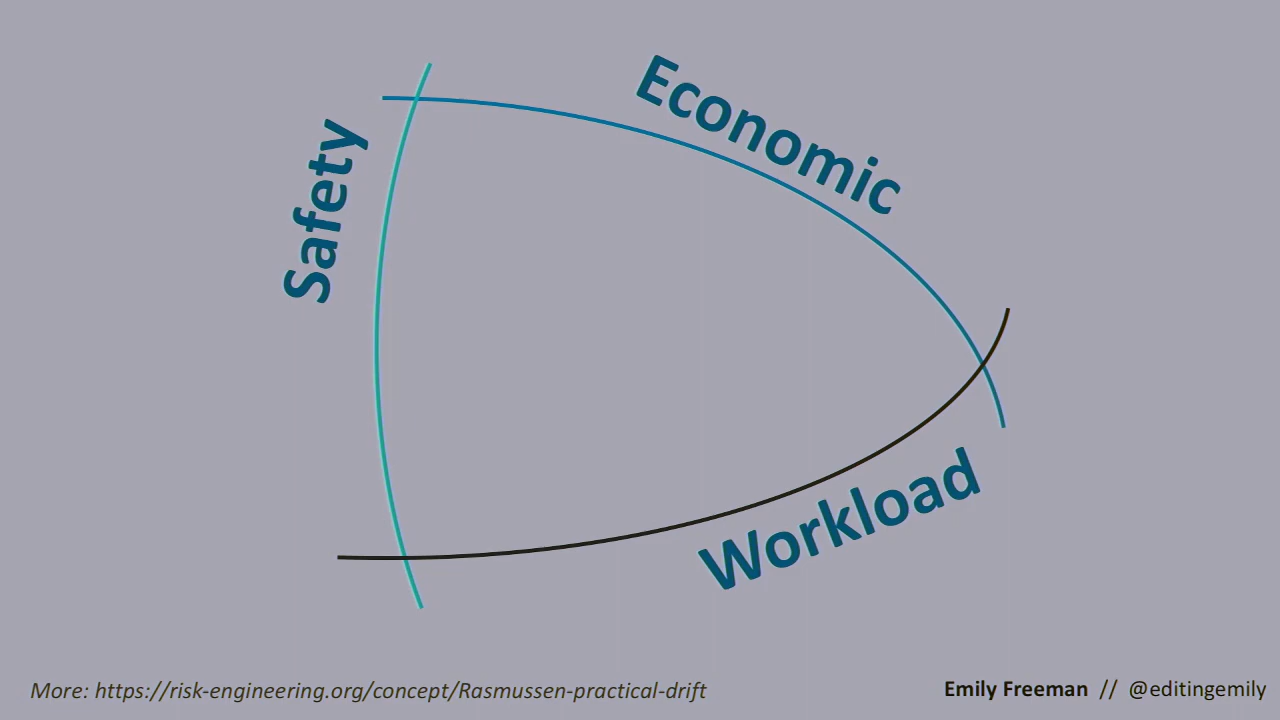 Economic
Safety
Workload
More: https://risk-engineering.org/concept/Rasmussen-practical-drift
Emily Freeman // @editingemily